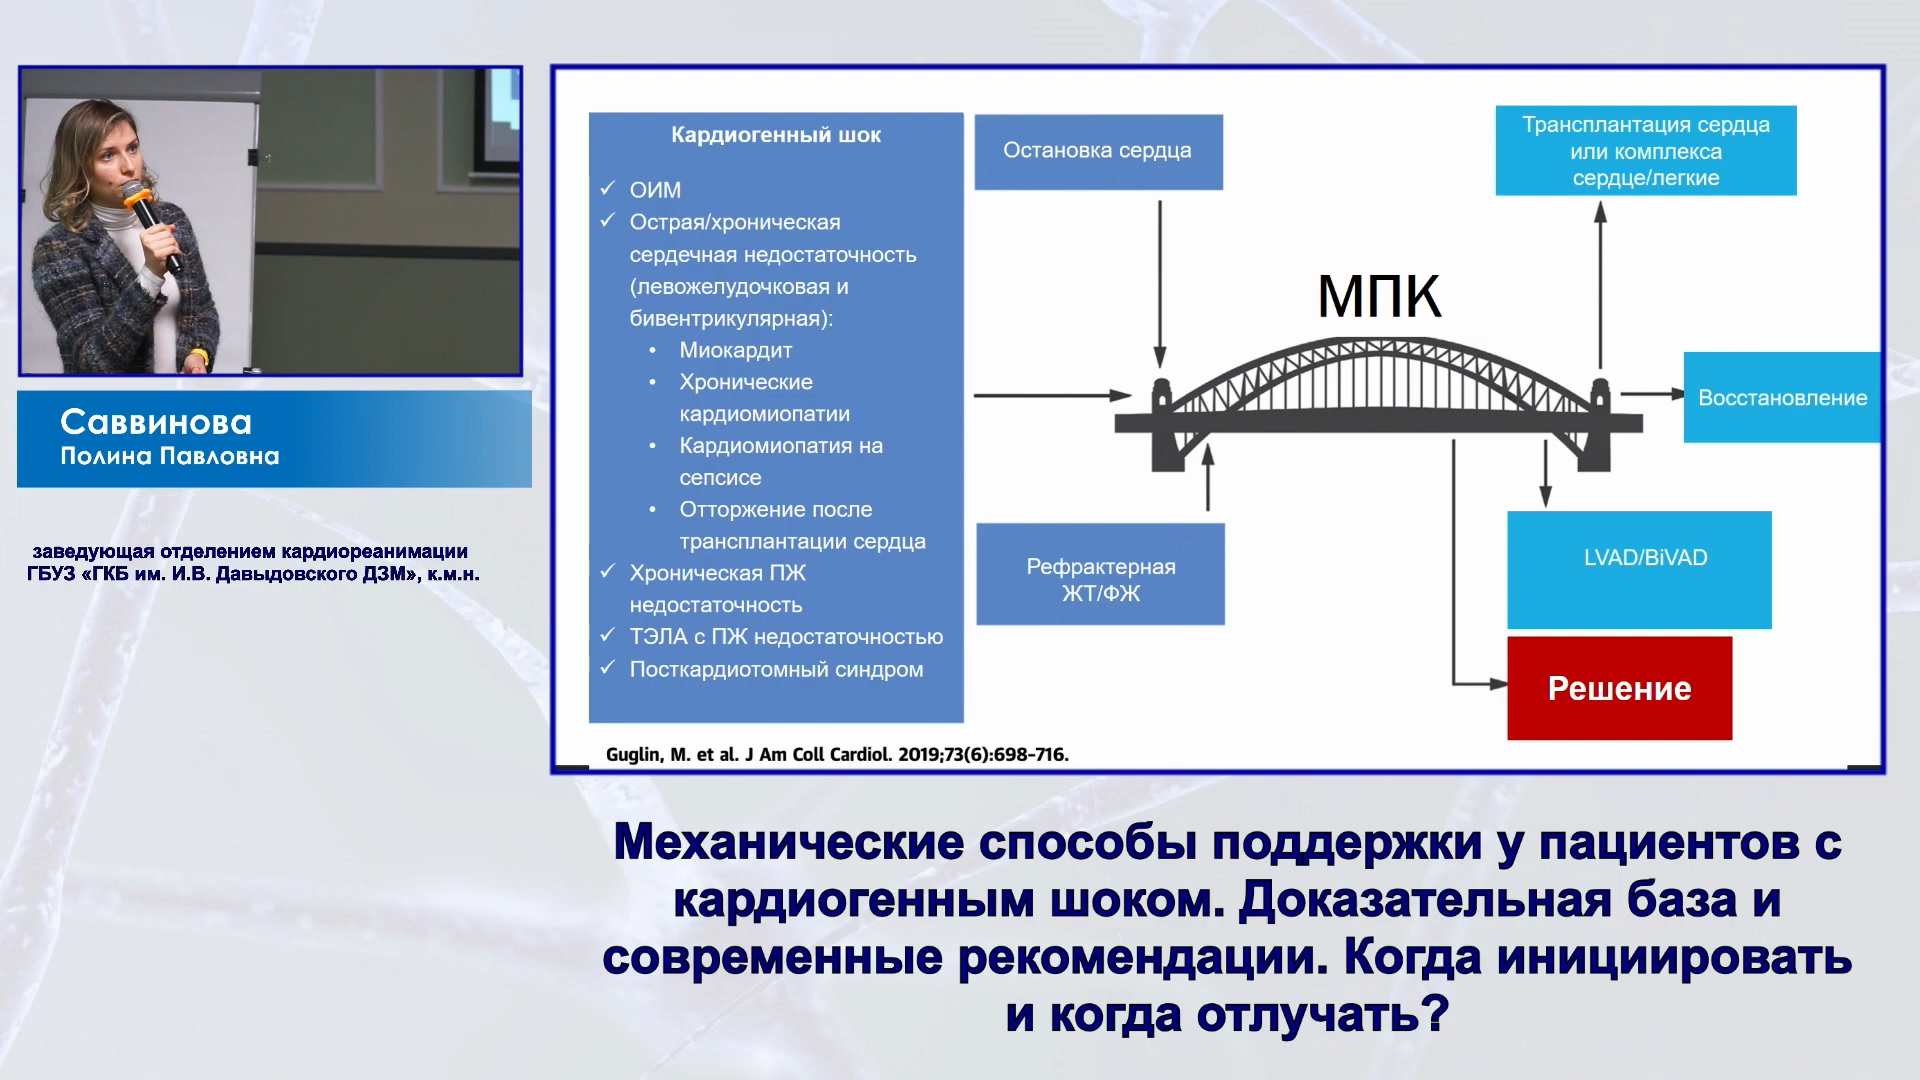 Саввинова
Полина Павловна
заведующая отделением кардиореанимации
ГБУЗ «ГКБ им. И.В. Давыдовского ДЗМ», к.м.н.
Кардиогенный шок
✓ ОИМ
✓ Острая/хроническая
сердечная недостаточность
(левожелудочковая и
бивентрикулярная):
• Миокардит
• Хронические
кардиомиопатии
• Кардиомиопатия на
сепсисе
• Отторжение после
трансплантации сердца
✓ Хроническая ПЖ
недостаточность
✓ ТЭЛА с ПЖ недостаточностью
✓ Посткардиотомный синдром
Остановка сердца
Рефрактерная
ЖТ/ФЖ
МПК
Трансплантация сердца
или комплекса
сердце/легкие
Восстановление
LVAD/BiVAD
Решение
Guglin, M. et al. J Am Coll Cardiol. 2019;73(6):698–716.
Механические способы поддержки у пациентов с
кардиогенным шоком. Доказательная база и
современные рекомендации. Когда инициировать
и когда отлучать?